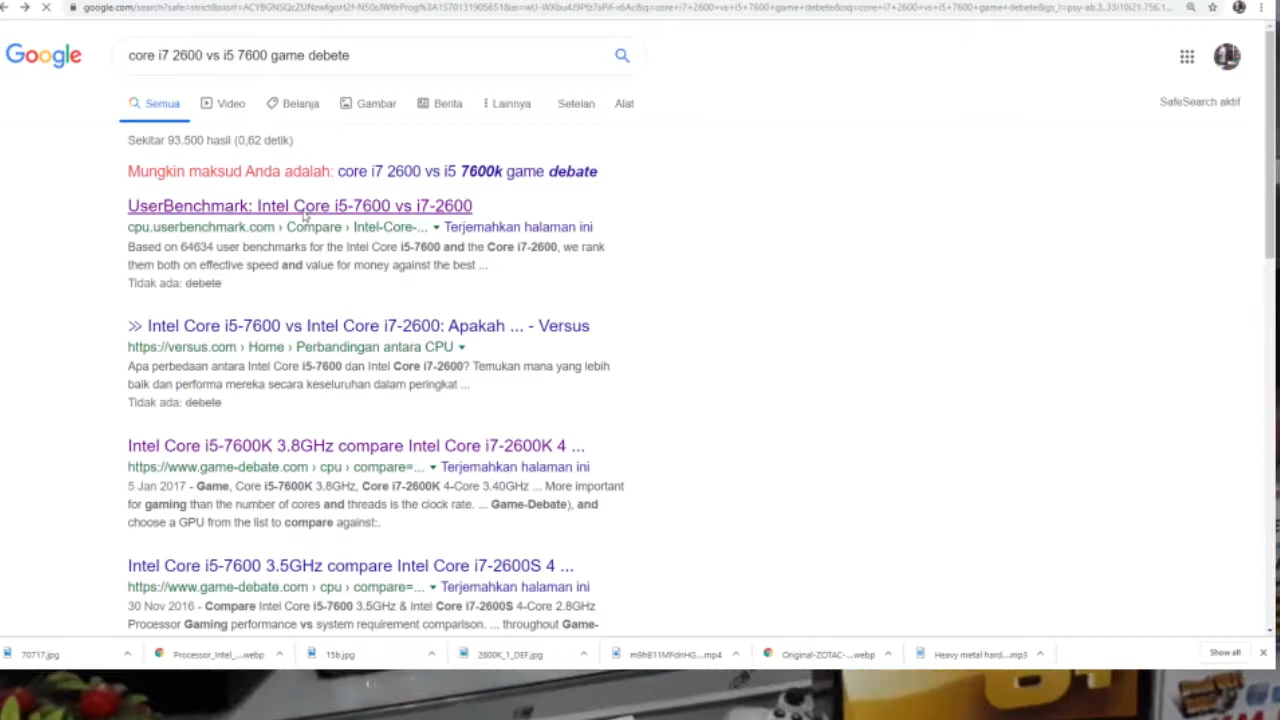 Google
core i7 2600 vs i5 7600 game debete
Semua Video Belanja Gambar Berita Lainnya Setelan Alat
SafeSearch aktif
Sekitar 93.500 hasil (0,62 detik)
Mungkin maksud Anda adalah: core i7 2600 vs i5 7600k game debate
UserBenchmark: Intel Core i5-7600 vs i7-2600
cpu.userbenchmark.com › Compare › Intel-Core-... Terjemahkan halaman ini
Based on 64634 user benchmarks for the Intel Core i5-7600 and the Core i7-2600, we rank
them both on effective speed and value for money against the best ...
Tidak ada: debete
Intel Core i5-7600 vs Intel Core i7-2600: Apakah ... - Versus
https://versus.com › Home › Perbandingan antara CPU
Apa perbedaan antara Intel Core i5-7600 dan Intel Core i7-2600? Temukan mana yang lebih
baik dan performa mereka secara keseluruhan dalam peringkat ...
Tidak ada: debete
Intel Core i5-7600K 3.8GHz compare Intel Core i7-2600K 4 ...
https://www.game-debate.com › cpu › compare=... Terjemahkan halaman ini
5 Jan 2017 - Game, Core i5-7600K 3.8GHz, Core i7-2600K 4-Core 3.40GHz ... More important
for gaming than the number of cores and threads is the clock rate. ... Game-Debate), and
choose a GPU from the list to compare against:.
Intel Core i5-7600 3.5GHz compare Intel Core i7-2600S 4 ...
https://www.game-debate.com › cpu › compare=... Terjemahkan halaman ini
30 Nov 2016 - Compare Intel Core i5-7600 3.5GHz & Intel Core i7-2600S 4-Core 2.8GHz
Processor Gaming performance vs system requirement comparison. ... throughout Game-
70717.jpg Processor_Intel_....webp 15b.jpg 2600K_1_DEF.jpg m9hB11MFdnHG....mp4 Original-ZOTAC-....webp Heavy metal hard....mp3 Show all